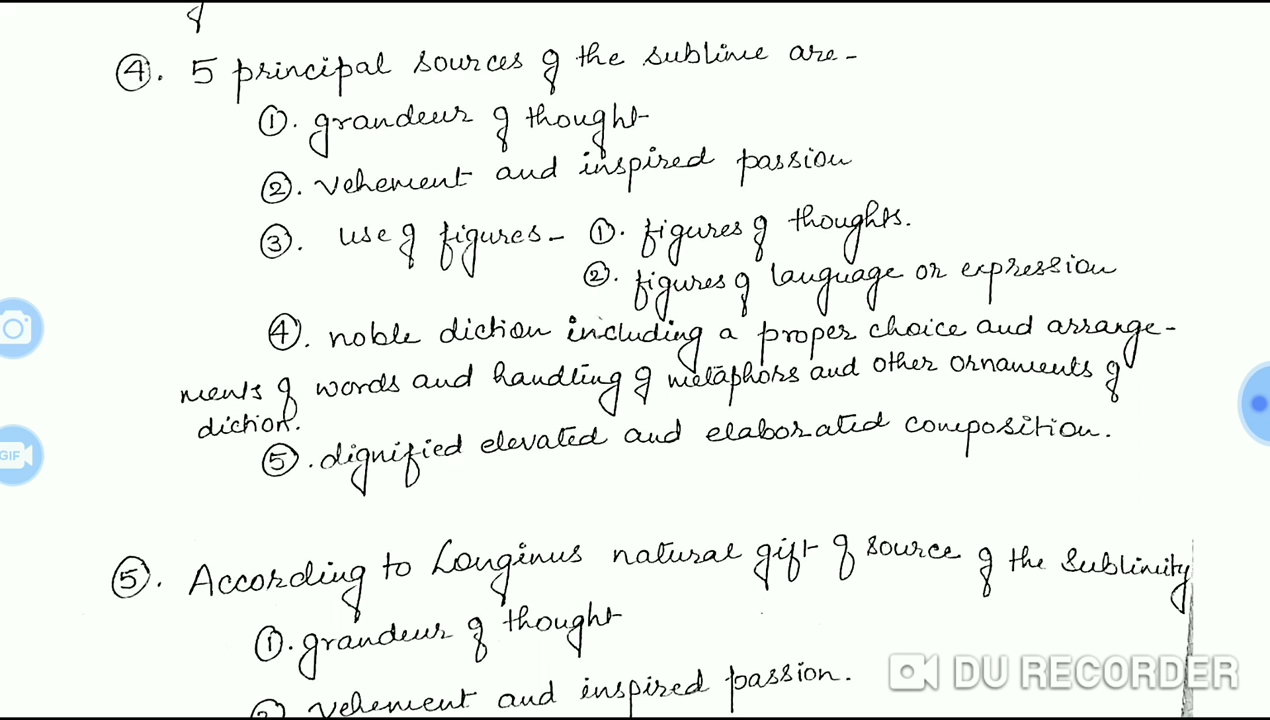 ④. 5 principal sources of the sublime are-
①. grandeur of thought
②. vehement and inspired passion
③. use of figures- ①. figures of thoughts.
②. figures of language or expression
④. noble diction including a proper choice and arrange-
ments of words and handling of metaphors and other ornaments of
diction.
⑤. dignified elevated and elaborated composition.
⑤. According to Longinus natural gift of source of the sublimity
①. grandeur of thought
②. vehement and inspired passion.
GIF
DU RECORDER